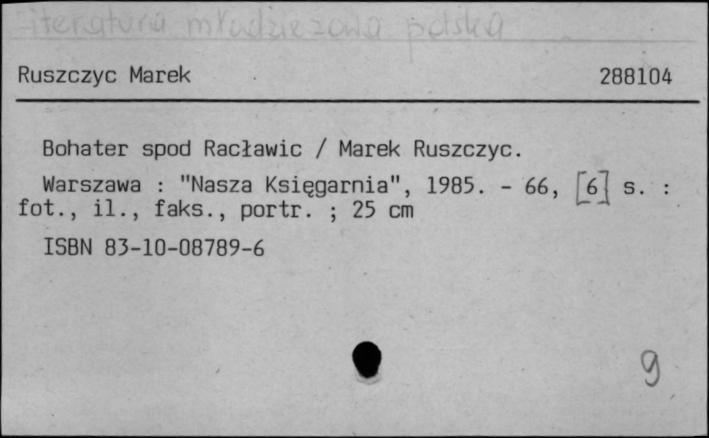 Literatura młodzieżowa polska
Ruszczyc Marek 288104
Bohater spod Racławic / Marek Ruszczyc.
Warszawa : "Nasza Księgarnia", 1985. - 66, [6] s. :
fot., il., faks., portr. ; 25 cm
ISBN 83-10-08789-6
9